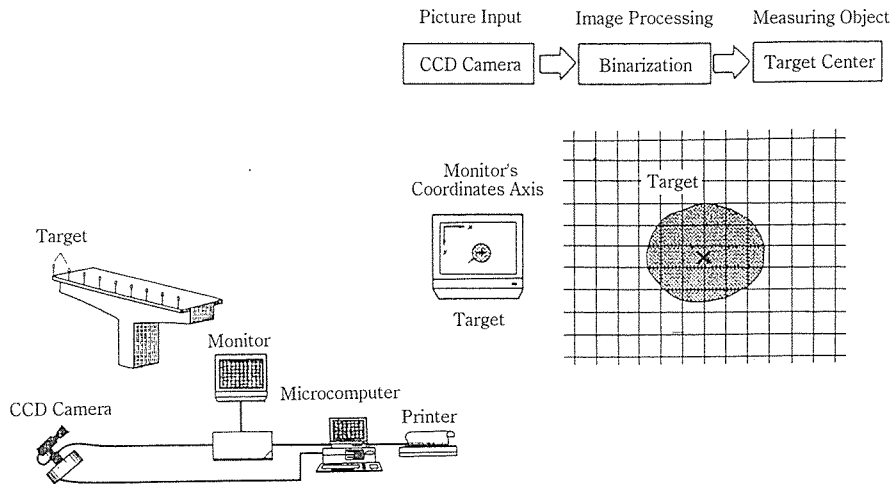 Picture Input
Image Processing
Measuring Object
CCD Camera
Binarization
Target Center
Monitor's
Coordinates Axis
Target
x
y
Target
Target
Monitor
Microcomputer
CCD Camera
Printer